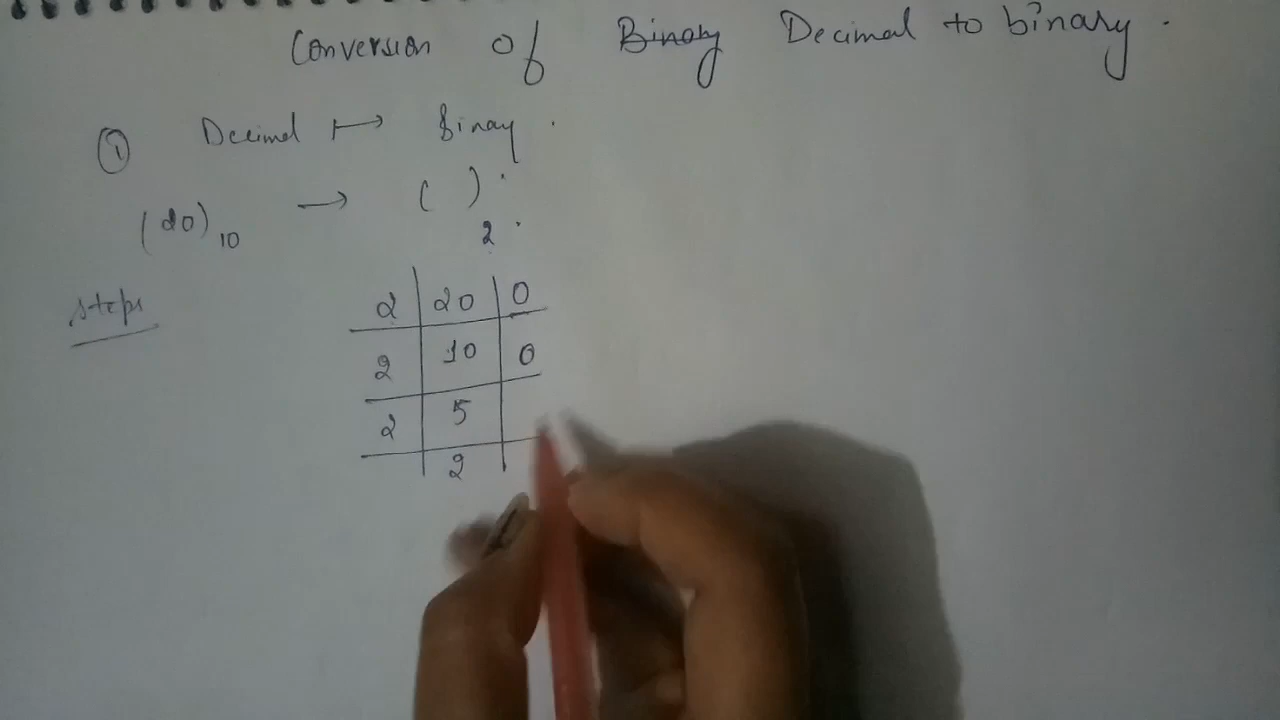 Conversion of Binary Decimal to binary.
① Decimal ↦ Binay.
(20)10 → ( )2.
steps
2 | 20 | 0
2 | 10 | 0
2 | 5 |
2